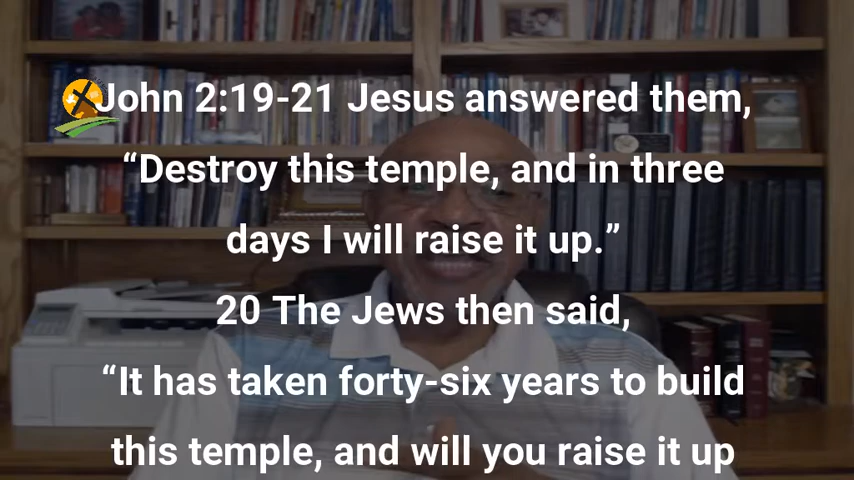 John 2:19-21 Jesus answered them,
“Destroy this temple, and in three
days I will raise it up.”
20 The Jews then said,
“It has taken forty-six years to build
this temple, and will you raise it up